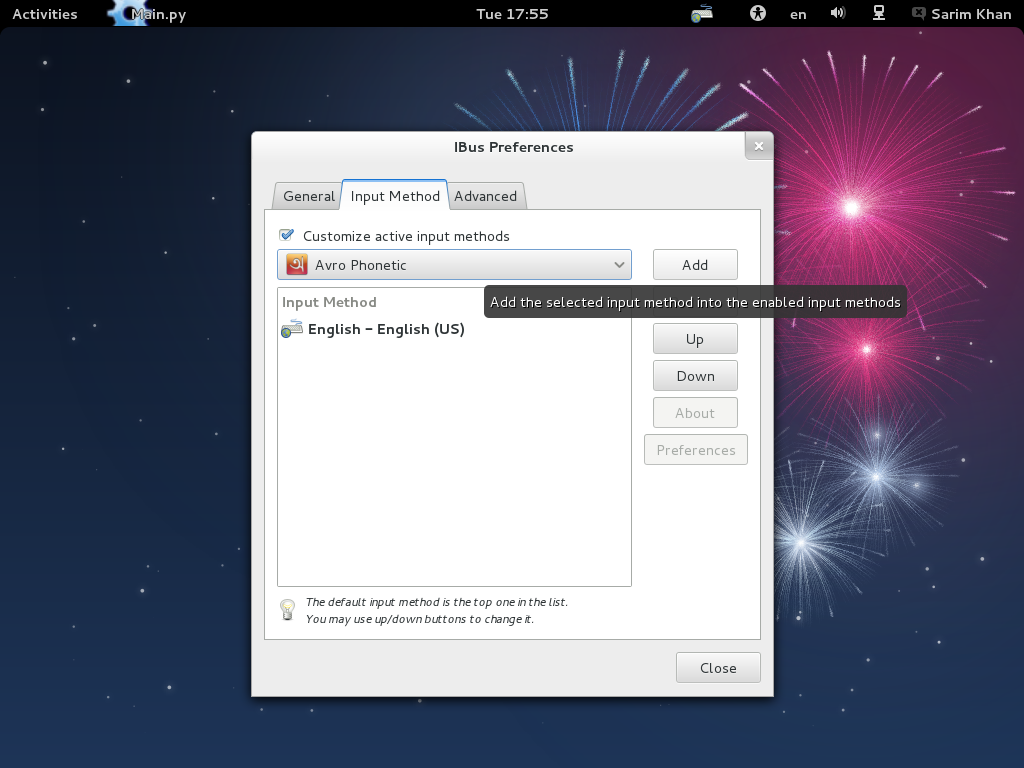 Activities Main.py Tue 17:55 en Sarim Khan
IBus Preferences
General Input Method Advanced
Customize active input methods
অ Avro Phonetic Add
Input Method Add the selected input method into the enabled input methods
English - English (US)
Up
Down
About
Preferences
The default input method is the top one in the list.
You may use up/down buttons to change it.
Close